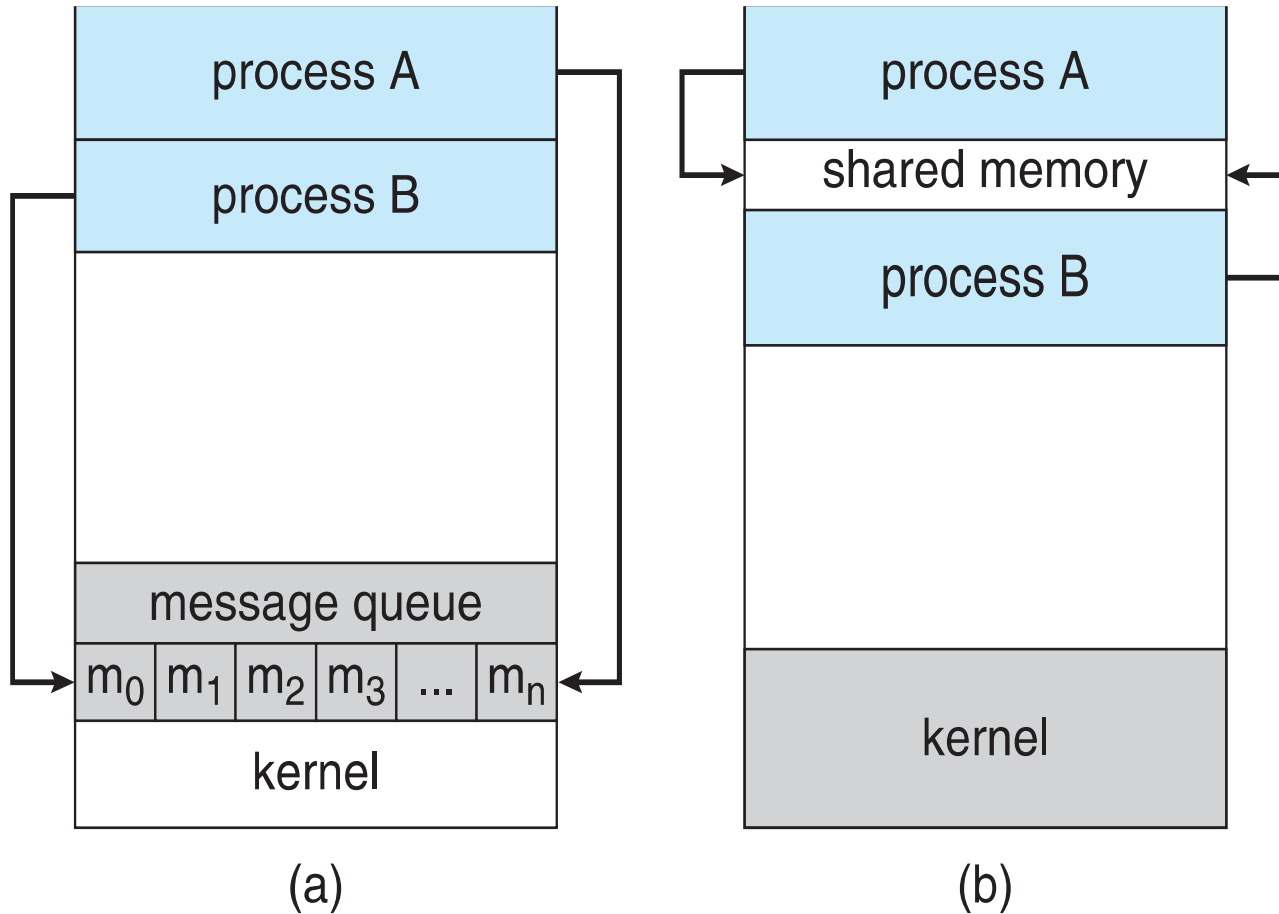 process A
process B
message queue
m0 m1 m2 m3 ... mn
kernel
(a)
process A
shared memory
process B
kernel
(b)